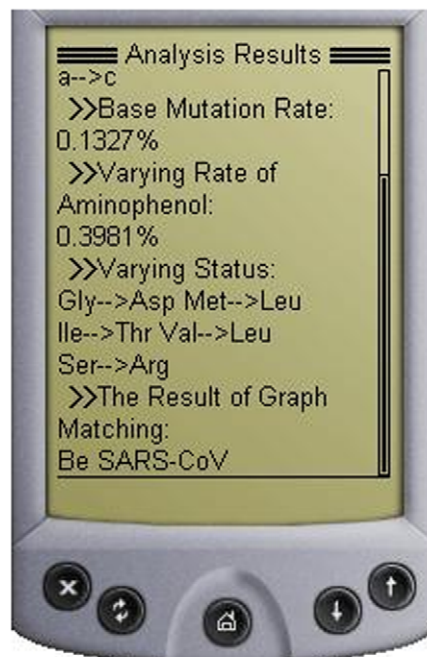 Analysis Results
a-->c
>>Base Mutation Rate:
0.1327%
>>Varying Rate of
Aminophenol:
0.3981%
>>Varying Status:
Gly-->Asp Met-->Leu
Ile-->Thr Val-->Leu
Ser-->Arg
>>The Result of Graph
Matching:
Be SARS-CoV